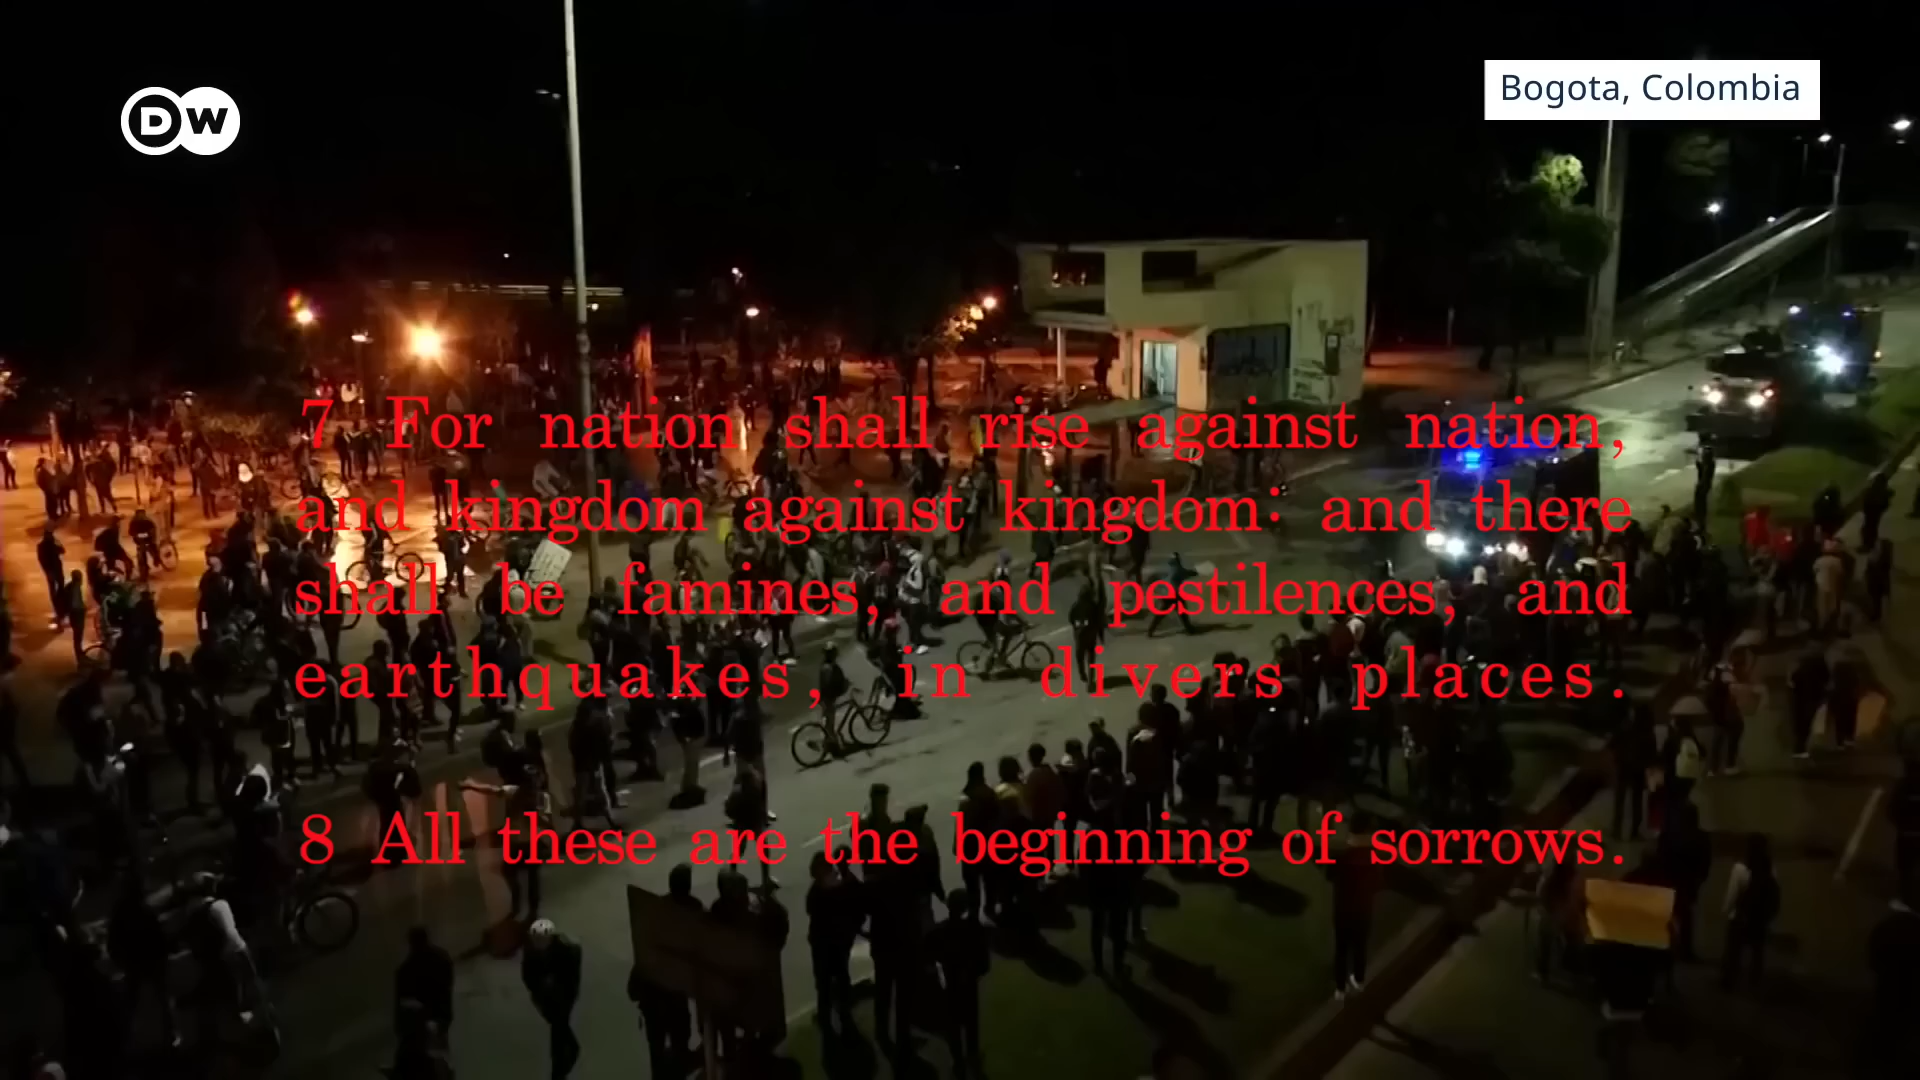 DW
Bogota, Colombia
7 For nation shall rise against nation,
and kingdom against kingdom: and there
shall be famines, and pestilences, and
earthquakes, in divers places.
8 All these are the beginning of sorrows.